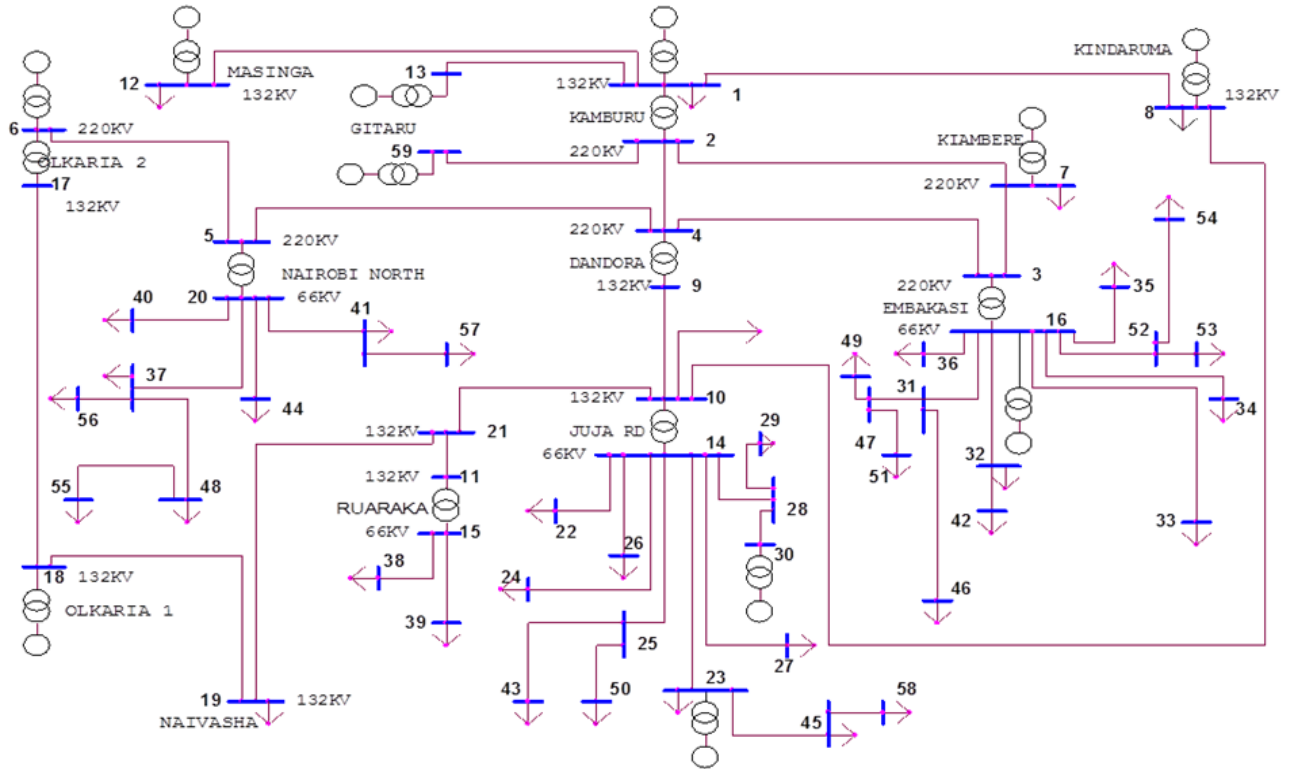 KINDARUMA
12
MASINGA
132KV
13
132KV
1
132KV
8
GITARU
KAMBURU
6
220KV
59
220KV
2
KIAMBERE
OLKARIA 2
17
132KV
220KV
7
54
5
220KV
220KV
4
DANDORA
132KV
9
NAIROBI NORTH
66KV
20
40
41
57
220KV
3
EMBAKASI
66KV
16
35
52
53
36
49
31
37
56
44
132KV
10
JUJA RD
47
51
34
132KV
21
132KV
11
RUARAKA
66KV
15
66KV
14
29
28
55
48
22
26
30
32
42
33
18
132KV
OLKARIA 1
38
24
39
25
27
46
43
50
23
45
58
19
132KV
NAIVASHA